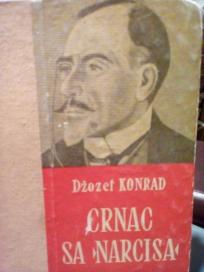 Džozef KONRAD
CRNAC
SA ›NARCISA‹